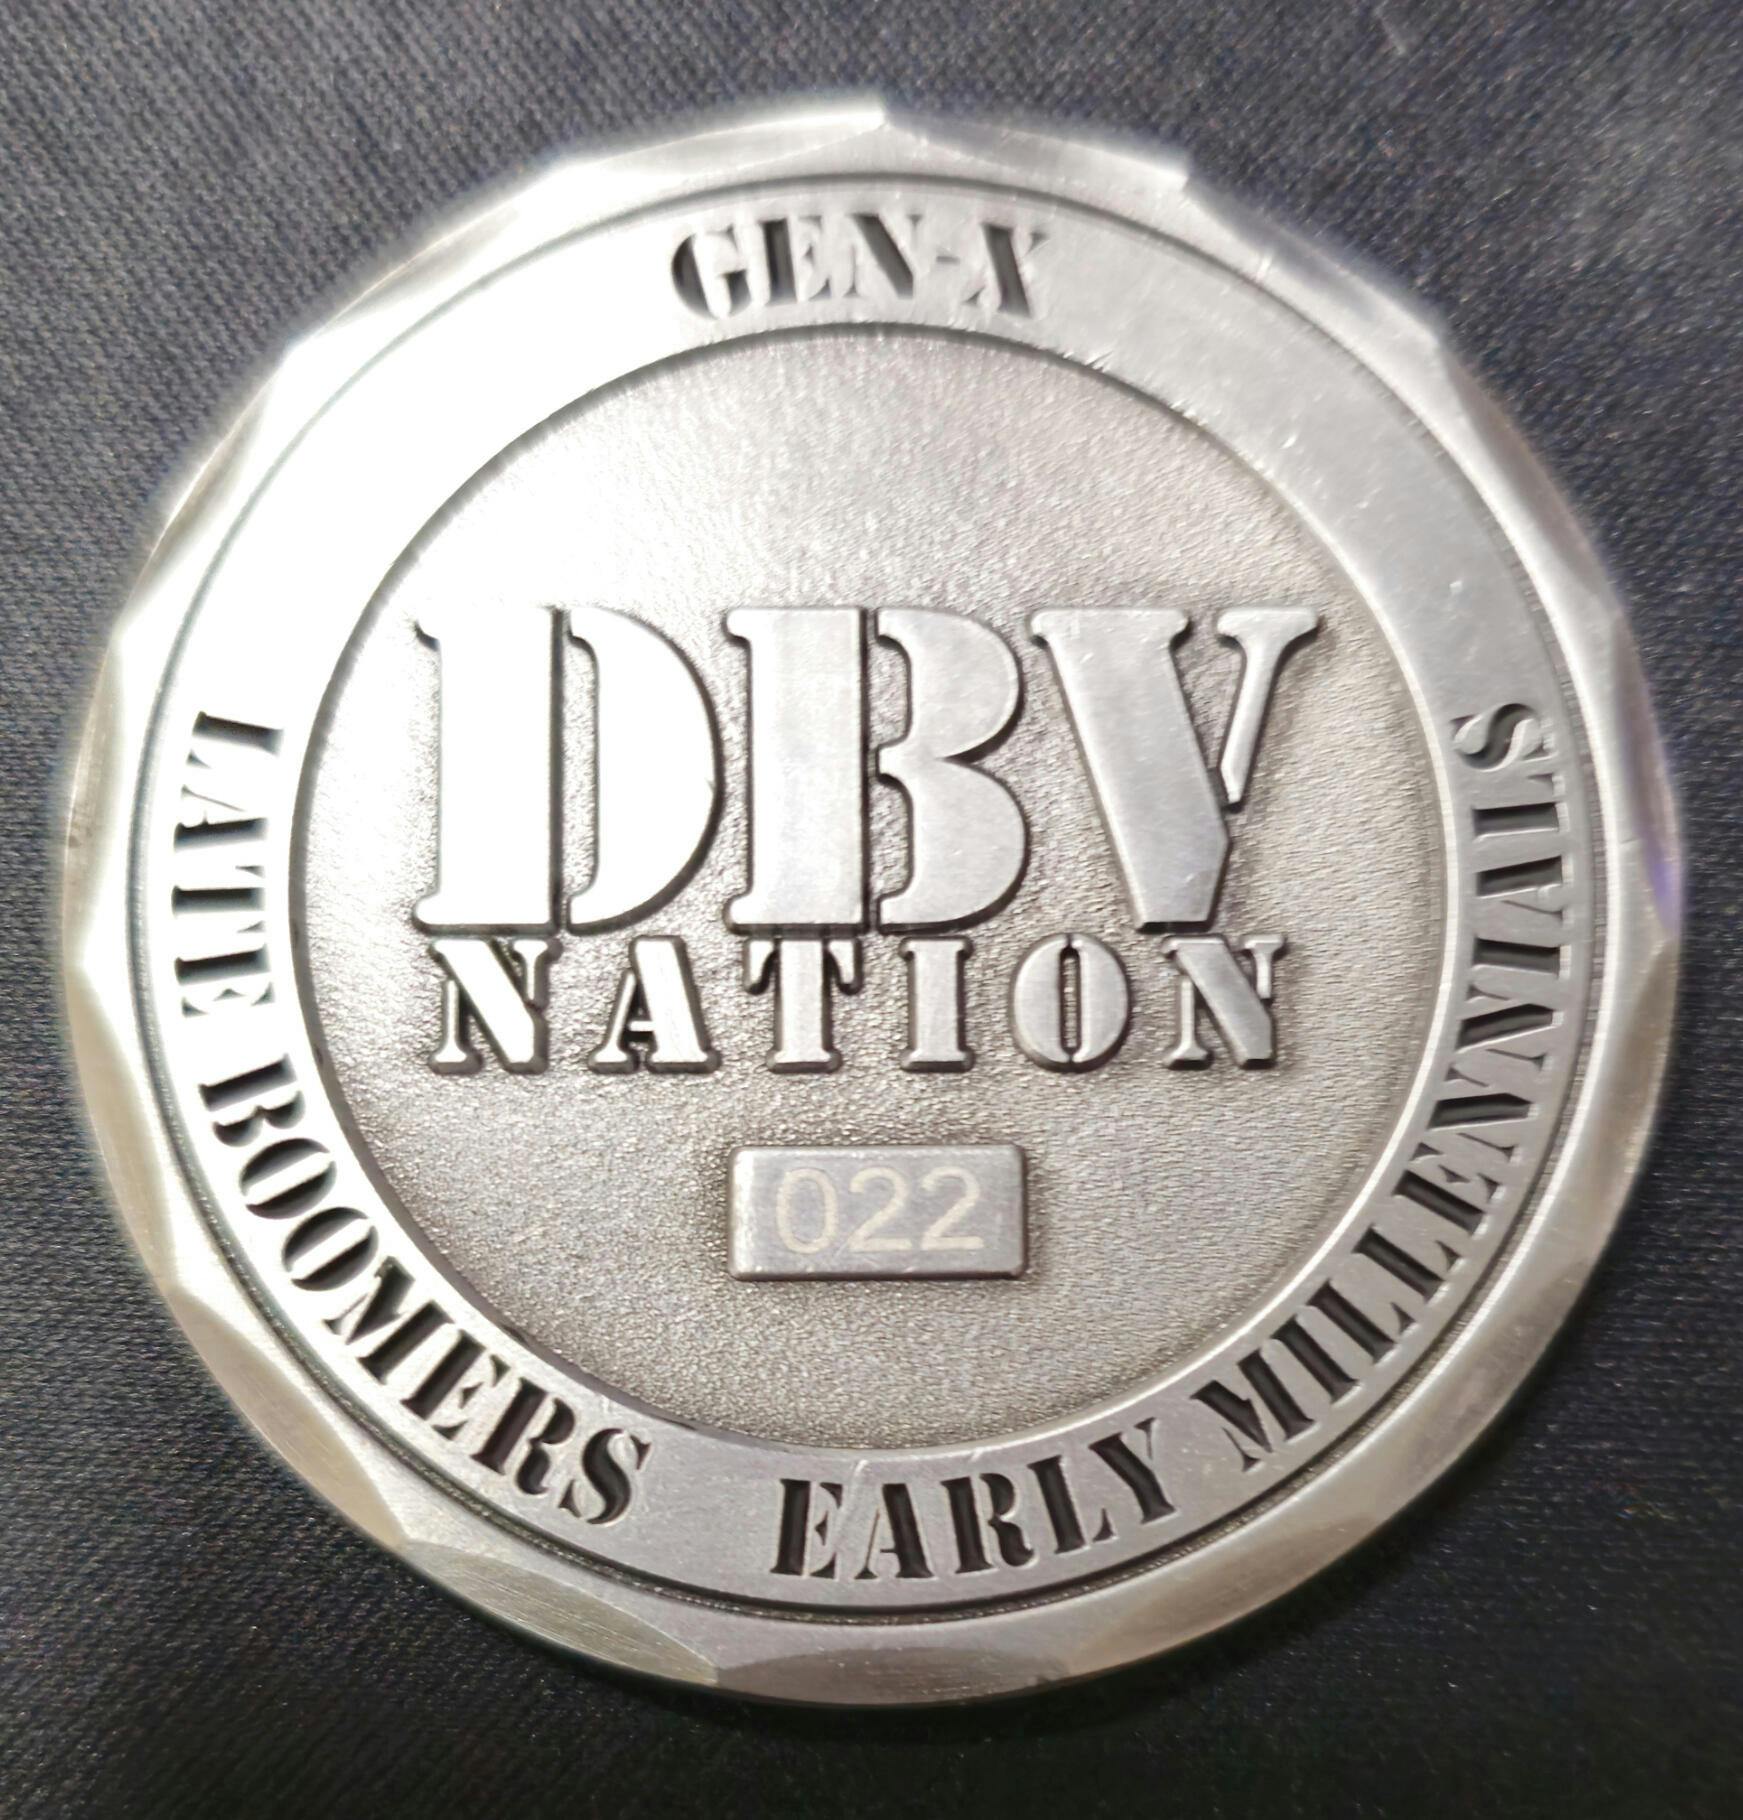 GEN-X
DBV
NATION
022
LATE BOOMERS
EARLY MILLENNIALS